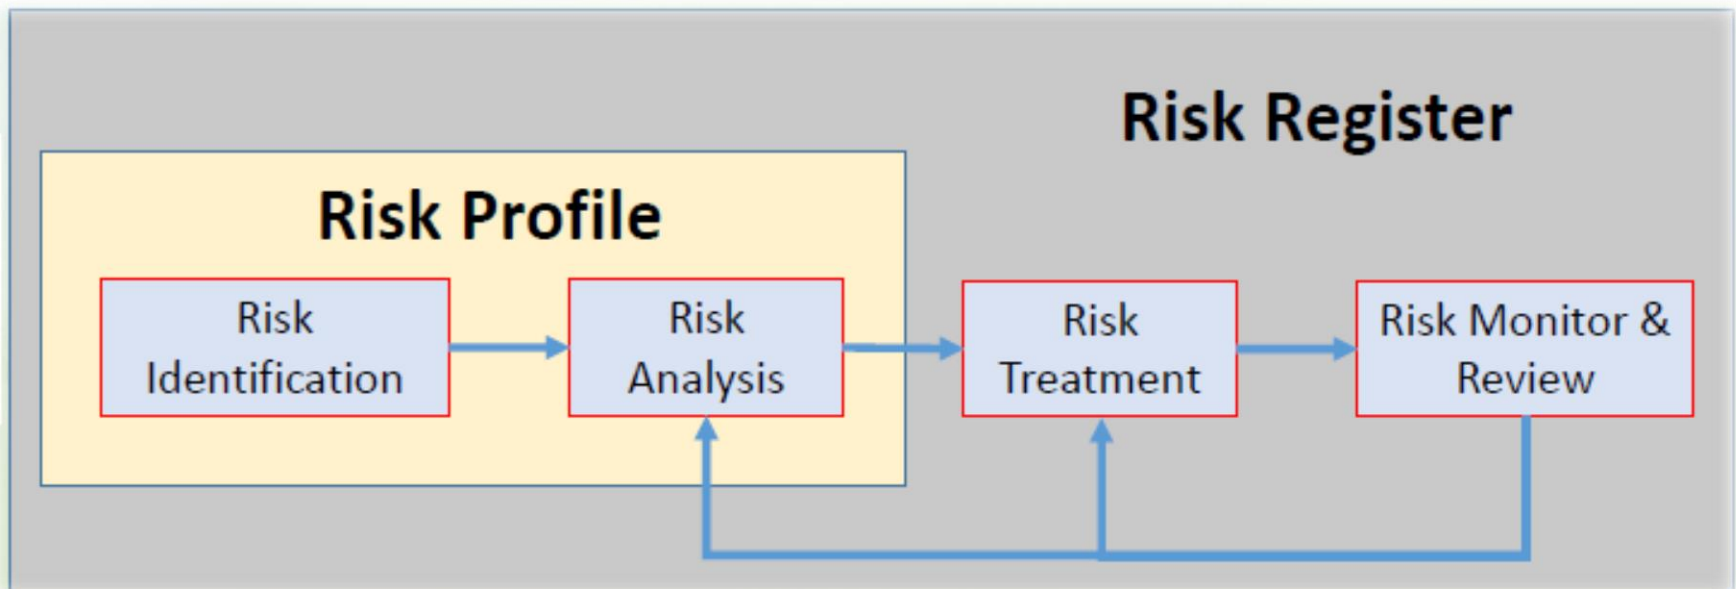 Risk Register
Risk Profile
Risk
Identification
Risk
Analysis
Risk
Treatment
Risk Monitor &
Review